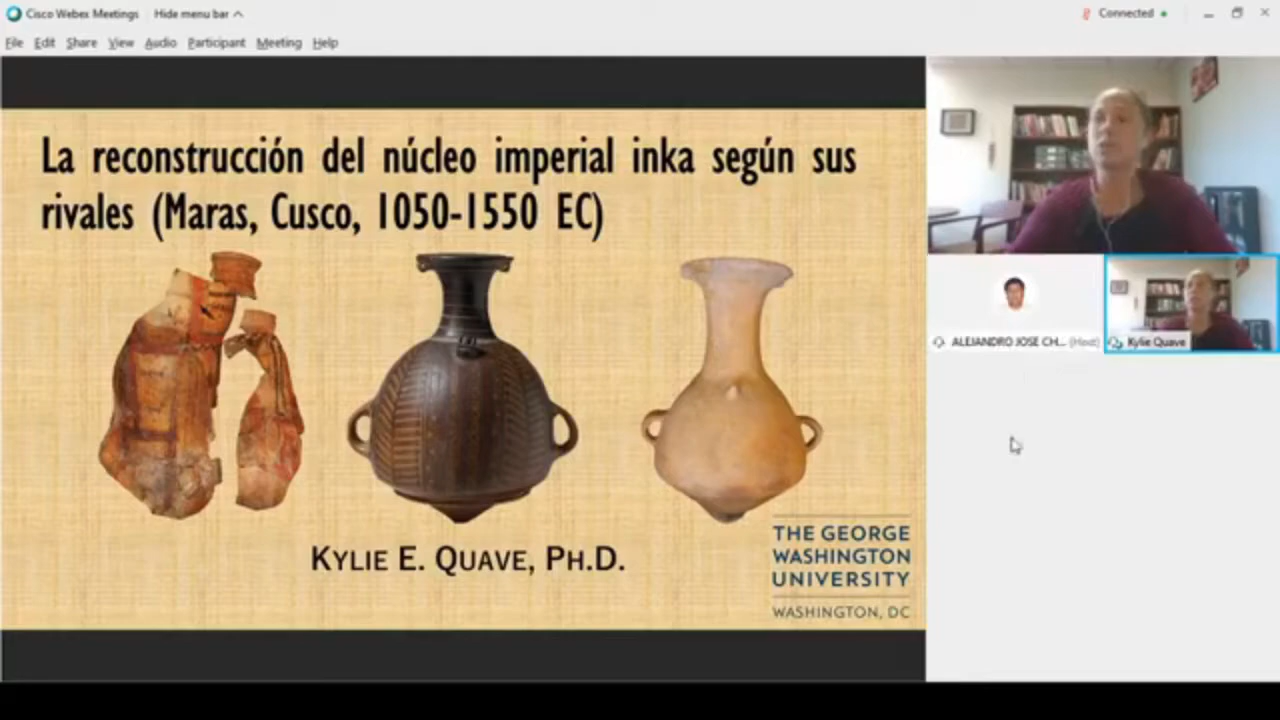 Cisco Webex Meetings Hide menu bar
Connected
File Edit Share View Audio Participant Meeting Help
La reconstrucción del núcleo imperial inka según sus
rivales (Maras, Cusco, 1050-1550 EC)
ALEJANDRO JOSE CH... (Host)
Kylie Quave
KYLIE E. QUAVE, PH.D.
THE GEORGE
WASHINGTON
UNIVERSITY
WASHINGTON, DC